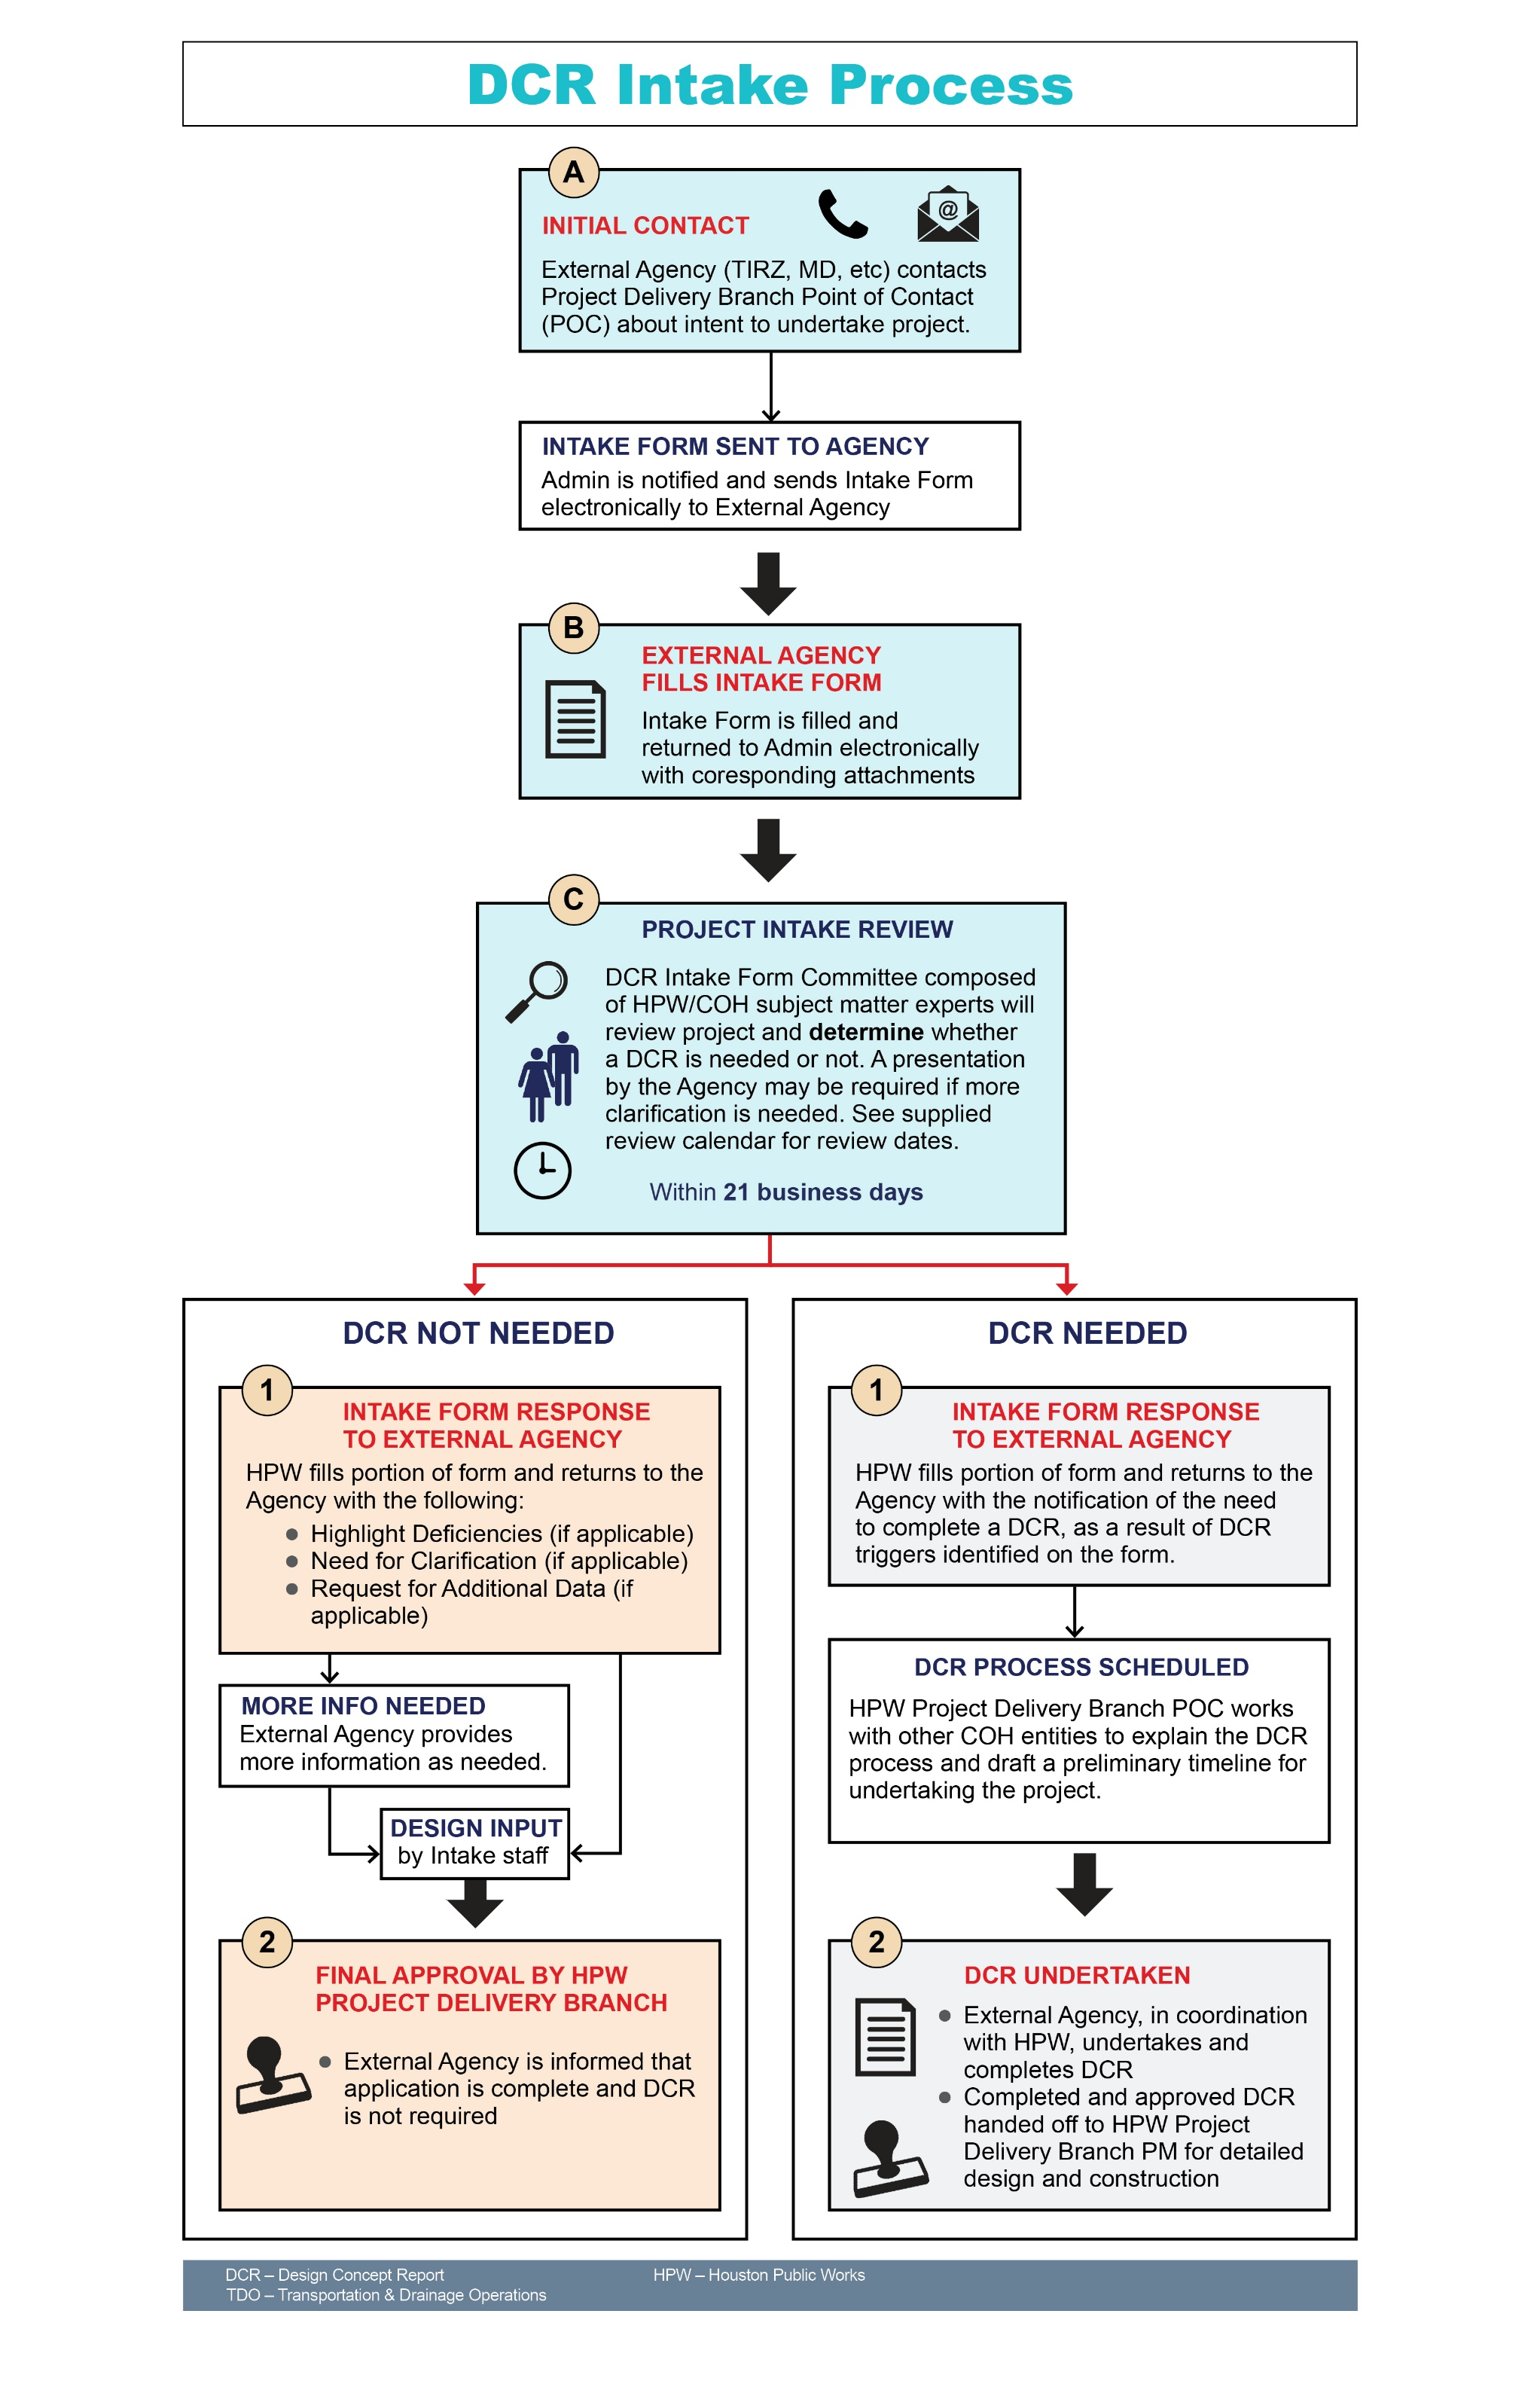 DCR Intake Process
A
INITIAL CONTACT
@
External Agency (TIRZ, MD, etc) contacts
Project Delivery Branch Point of Contact
(POC) about intent to undertake project.
INTAKE FORM SENT TO AGENCY
Admin is notified and sends Intake Form
electronically to External Agency
B
EXTERNAL AGENCY
FILLS INTAKE FORM
Intake Form is filled and
returned to Admin electronically
with coresponding attachments
C
PROJECT INTAKE REVIEW
DCR Intake Form Committee composed
of HPW/COH subject matter experts will
review project and determine whether
a DCR is needed or not. A presentation
by the Agency may be required if more
clarification is needed. See supplied
review calendar for review dates.
Within 21 business days
DCR NOT NEEDED
1
INTAKE FORM RESPONSE
TO EXTERNAL AGENCY
HPW fills portion of form and returns to the
Agency with the following:
● Highlight Deficiencies (if applicable)
● Need for Clarification (if applicable)
● Request for Additional Data (if
applicable)
MORE INFO NEEDED
External Agency provides
more information as needed.
DESIGN INPUT
by Intake staff
2
FINAL APPROVAL BY HPW
PROJECT DELIVERY BRANCH
● External Agency is informed that
application is complete and DCR
is not required
DCR NEEDED
1
INTAKE FORM RESPONSE
TO EXTERNAL AGENCY
HPW fills portion of form and returns to the
Agency with the notification of the need
to complete a DCR, as a result of DCR
triggers identified on the form.
DCR PROCESS SCHEDULED
HPW Project Delivery Branch POC works
with other COH entities to explain the DCR
process and draft a preliminary timeline for
undertaking the project.
2
DCR UNDERTAKEN
● External Agency, in coordination
with HPW, undertakes and
completes DCR
● Completed and approved DCR
handed off to HPW Project
Delivery Branch PM for detailed
design and construction
DCR – Design Concept Report
TDO – Transportation & Drainage Operations
HPW – Houston Public Works